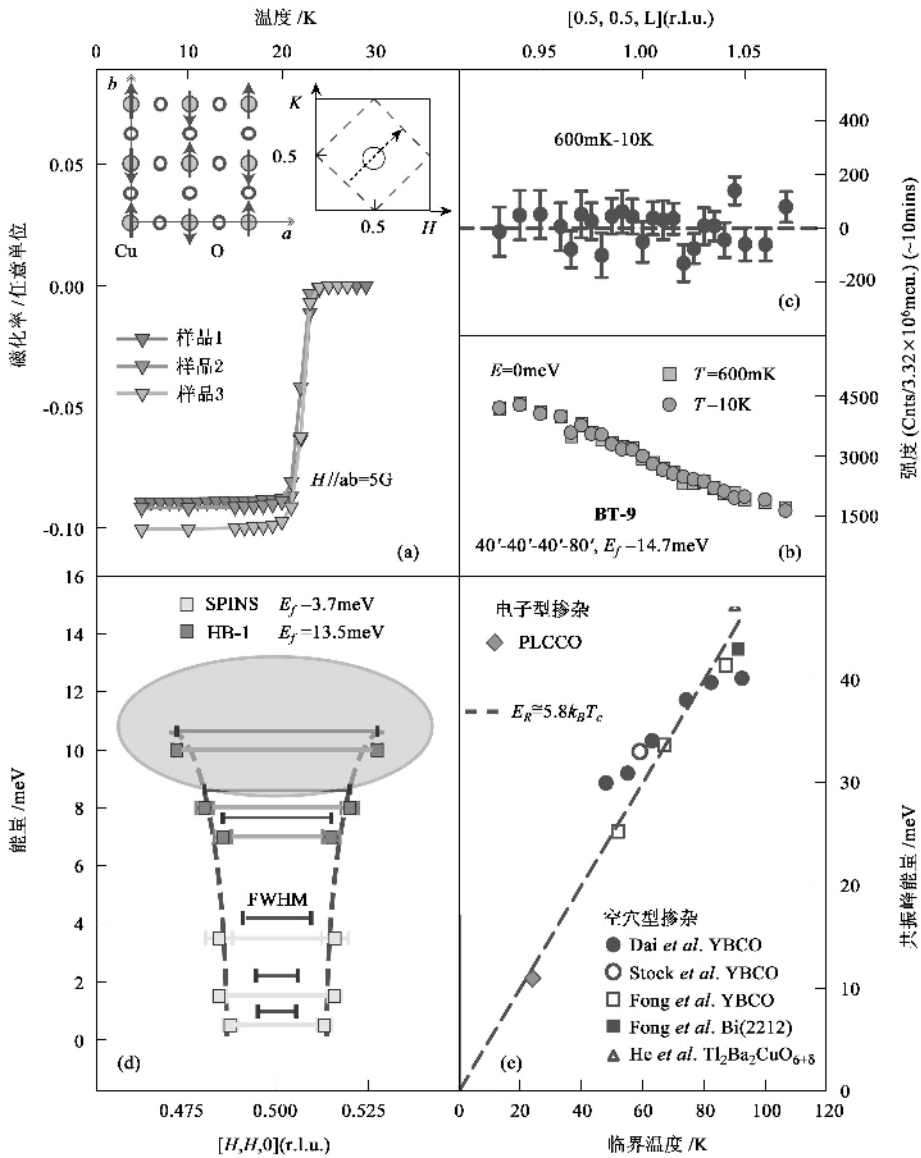 温度 /K
0 10 20 30
[0.5, 0.5, L](r.l.u.)
0.95 1.00 1.05
磁化率 /任意单位
0.05
0.00
-0.05
-0.10
b
a
Cu
O
K
0.5
0.5
H
样品1
样品2
样品3
H//ab=5G
(a)
600mK-10K
(c)
400
200
0
-200
强度 (Cnts/3.32×10⁶mcu.) (~10mins)
E=0meV
T=600mK
T-10K
BT-9
40′-40′-40′-80′, E_f-14.7meV
(b)
4500
3000
1500
能量 /meV
16
14
12
10
8
6
4
2
0
SPINS E_f-3.7meV
HB-1 E_f=13.5meV
FWHM
(d)
0.475 0.500 0.525
[H,H,0](r.l.u.)
电子型掺杂
PLCCO
E_R≅5.8k_BT_c
空穴型掺杂
Dai et al. YBCO
Stock et al. YBCO
Fong et al. YBCO
Fong et al. Bi(2212)
He et al. Tl₂Ba₂CuO₆₊δ
(e)
40
30
20
10
0
共振峰能量 /meV
0 20 40 60 80 100 120
临界温度 /K